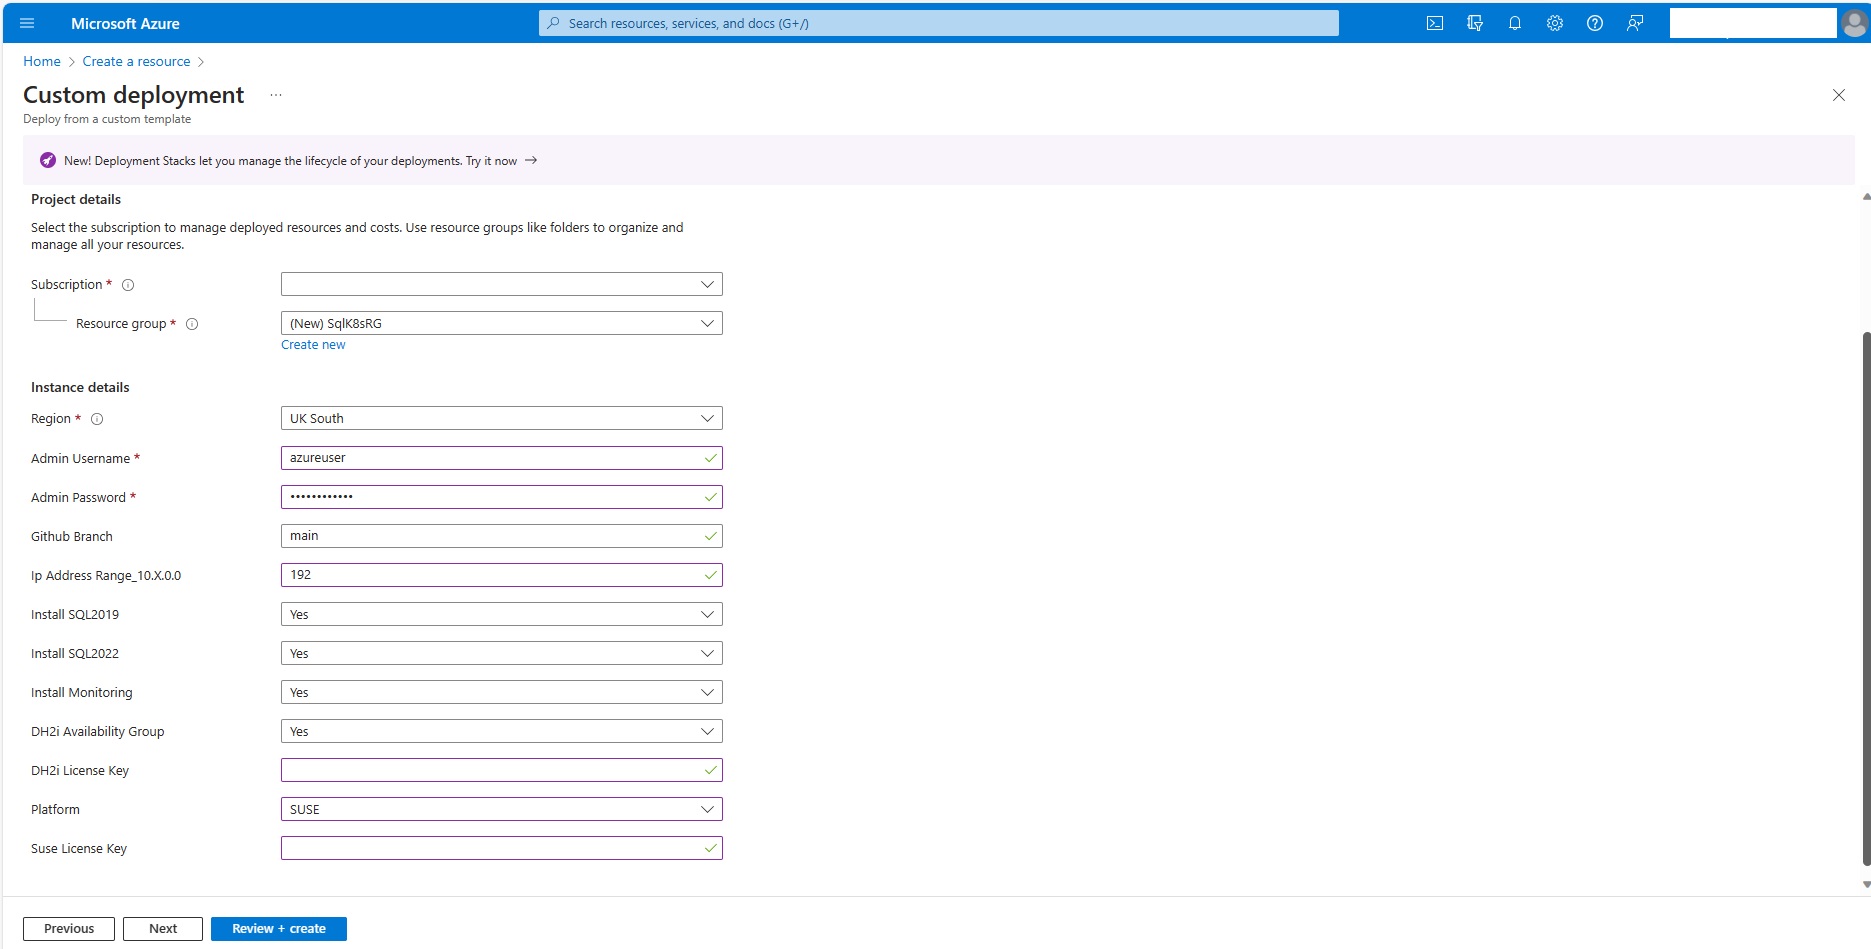 Microsoft Azure
Search resources, services, and docs (G+/)
Home > Create a resource >
Custom deployment ...
Deploy from a custom template
New! Deployment Stacks let you manage the lifecycle of your deployments. Try it now →
Project details
Select the subscription to manage deployed resources and costs. Use resource groups like folders to organize and
manage all your resources.
Subscription *
Resource group * (New) SqlK8sRG
Create new
Instance details
Region * UK South
Admin Username * azureuser
Admin Password * ••••••••••••
Github Branch main
Ip Address Range_10.X.0.0 192
Install SQL2019 Yes
Install SQL2022 Yes
Install Monitoring Yes
DH2i Availability Group Yes
DH2i License Key
Platform SUSE
Suse License Key
Previous Next Review + create